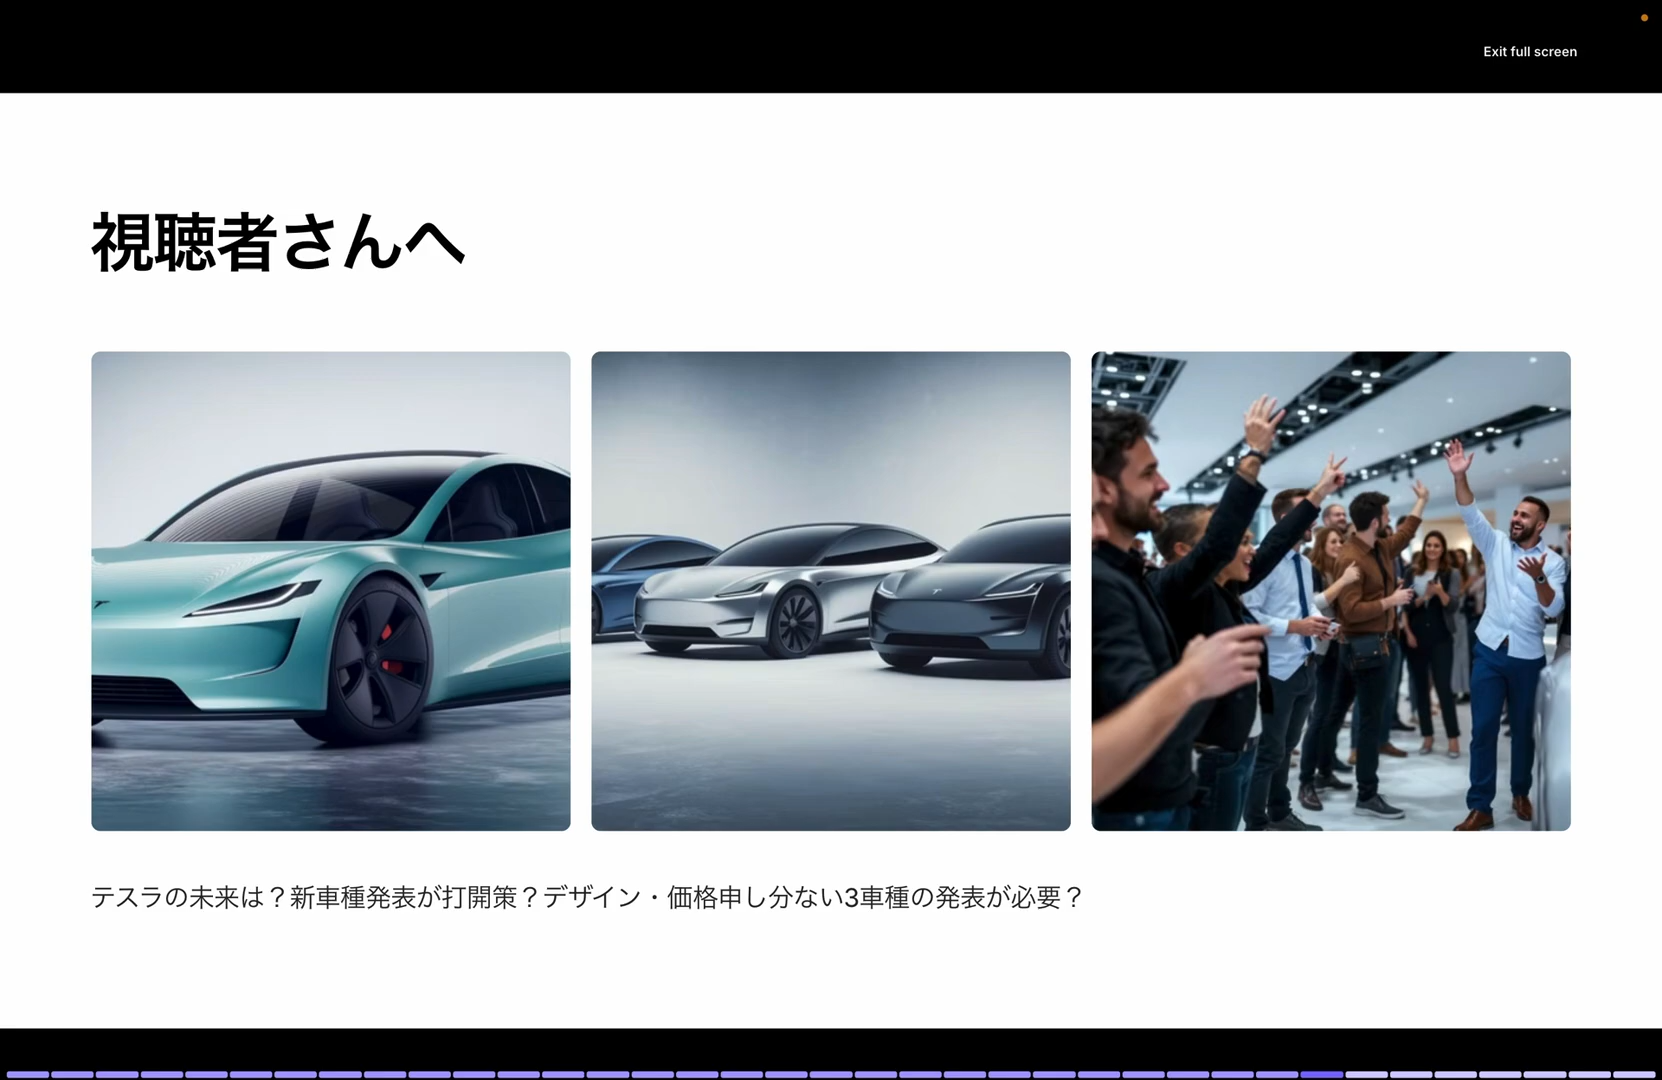 Exit full screen
視聴者さんへ
テスラの未来は？新車種発表が打開策？デザイン・価格申し分ない3車種の発表が必要？